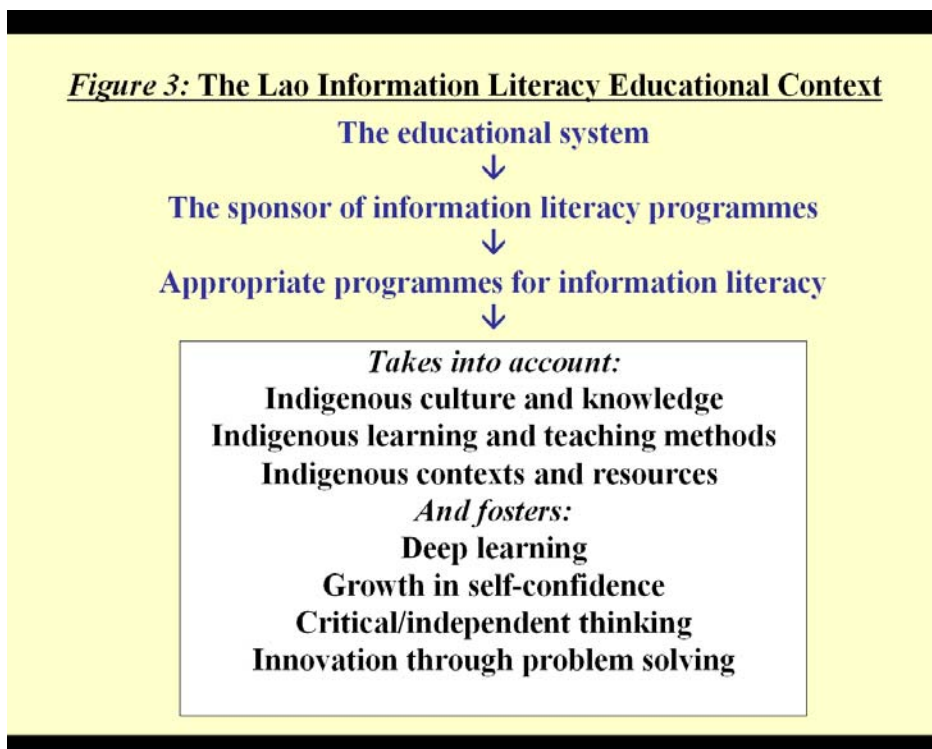 Figure 3: The Lao Information Literacy Educational Context
The educational system
↓
The sponsor of information literacy programmes
↓
Appropriate programmes for information literacy
↓
Takes into account:
Indigenous culture and knowledge
Indigenous learning and teaching methods
Indigenous contexts and resources
And fosters:
Deep learning
Growth in self-confidence
Critical/independent thinking
Innovation through problem solving